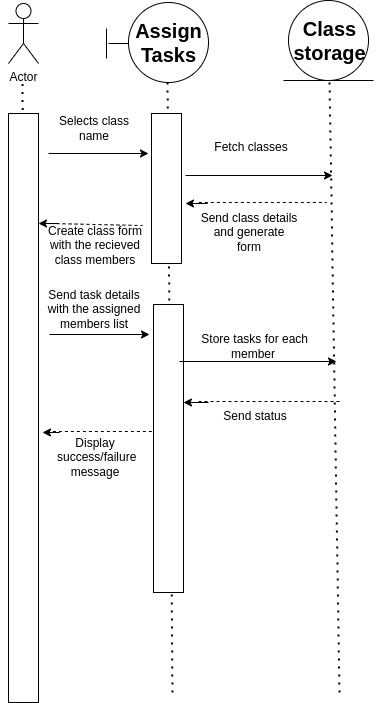 Assign
Tasks
Class
storage
Actor
Selects class
name
Fetch classes
Send class details
and generate
form
Create class form
with the recieved
class members
Send task details
with the assigned
members list
Store tasks for each
member
Send status
Display
success/failure
message